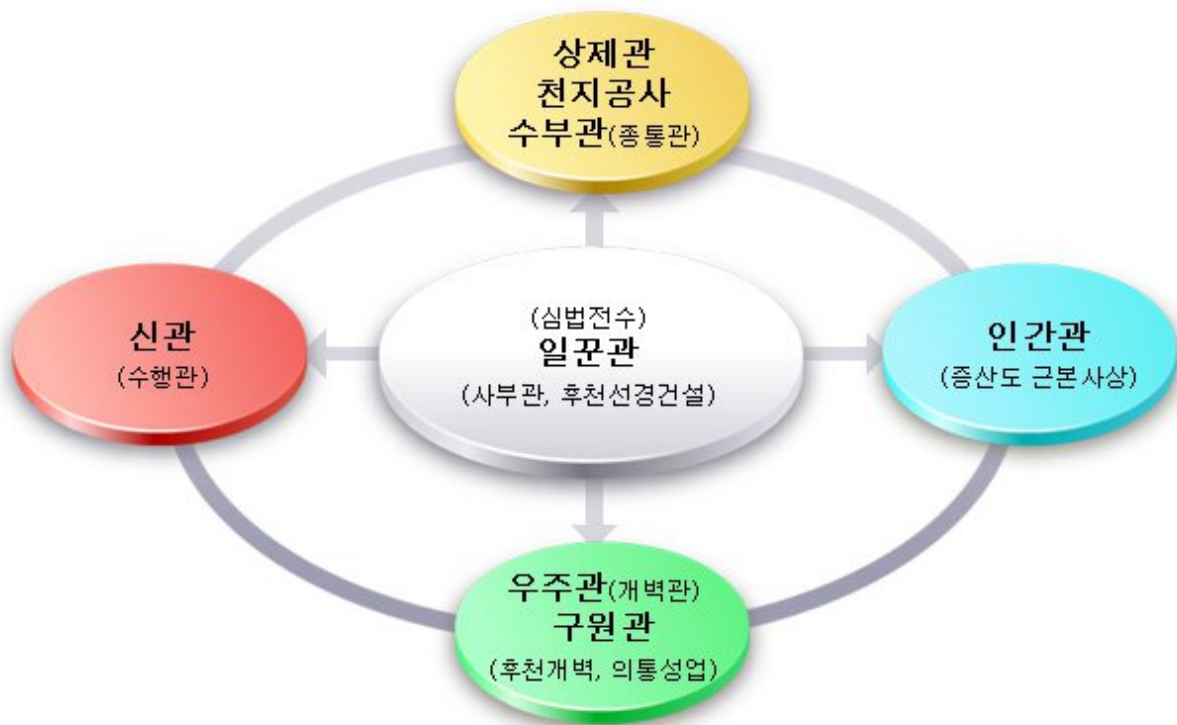 상제관
천지공사
수부관(종통관)
신관
(수행관)
(심법전수)
일꾼관
(사부관, 후천선경건설)
인간관
(증산도 근본사상)
우주관(개벽관)
구원관
(후천개벽, 의통성업)